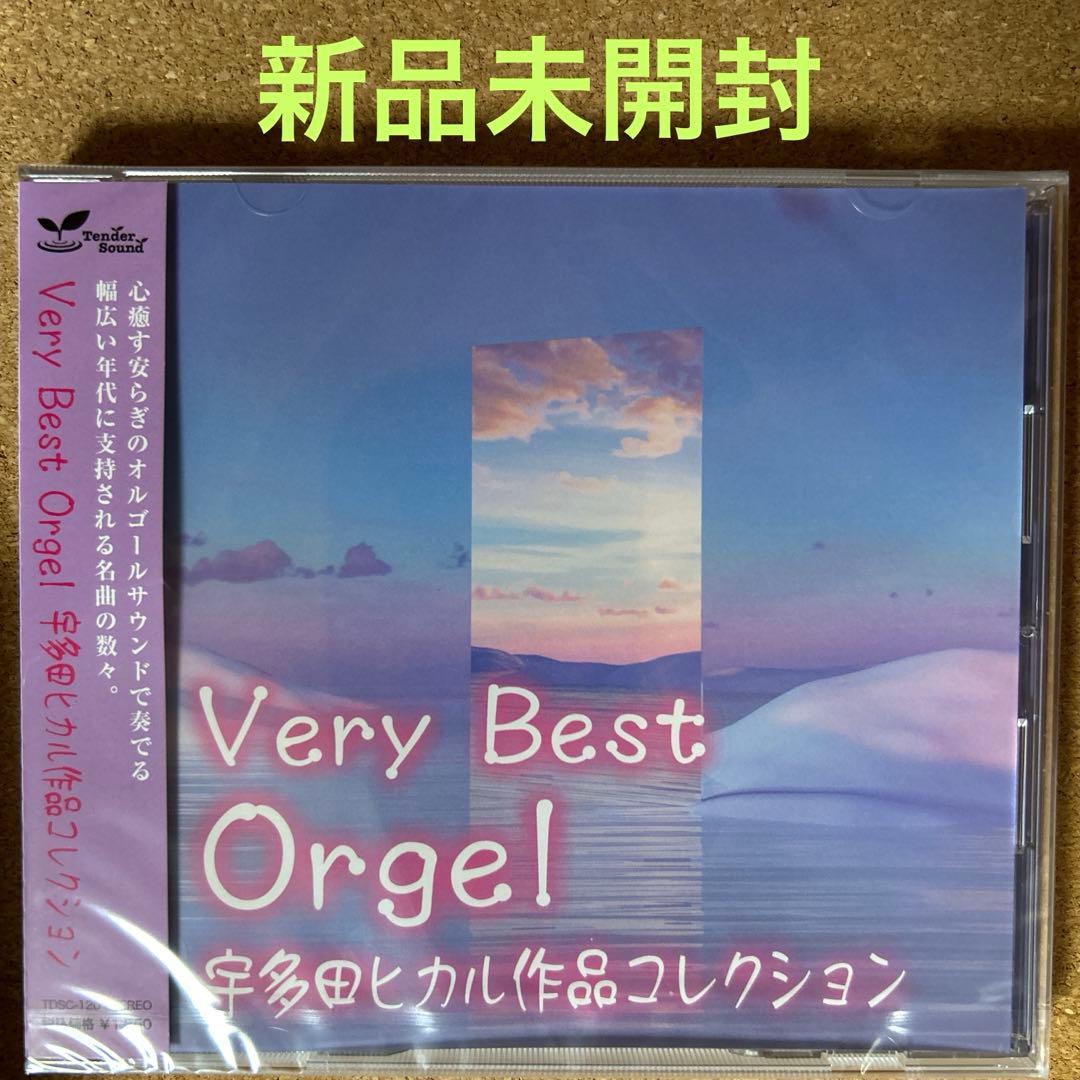 新品未開封
Tender
Sound
心癒す安らぎのオルゴールサウンドで奏でる
幅広い年代に支持される名曲の数々。
Very Best Orgel 宇多田ヒカル作品コレクション
TDSC-120
Very Best
Orgel
宇多田ヒカル作品コレクション